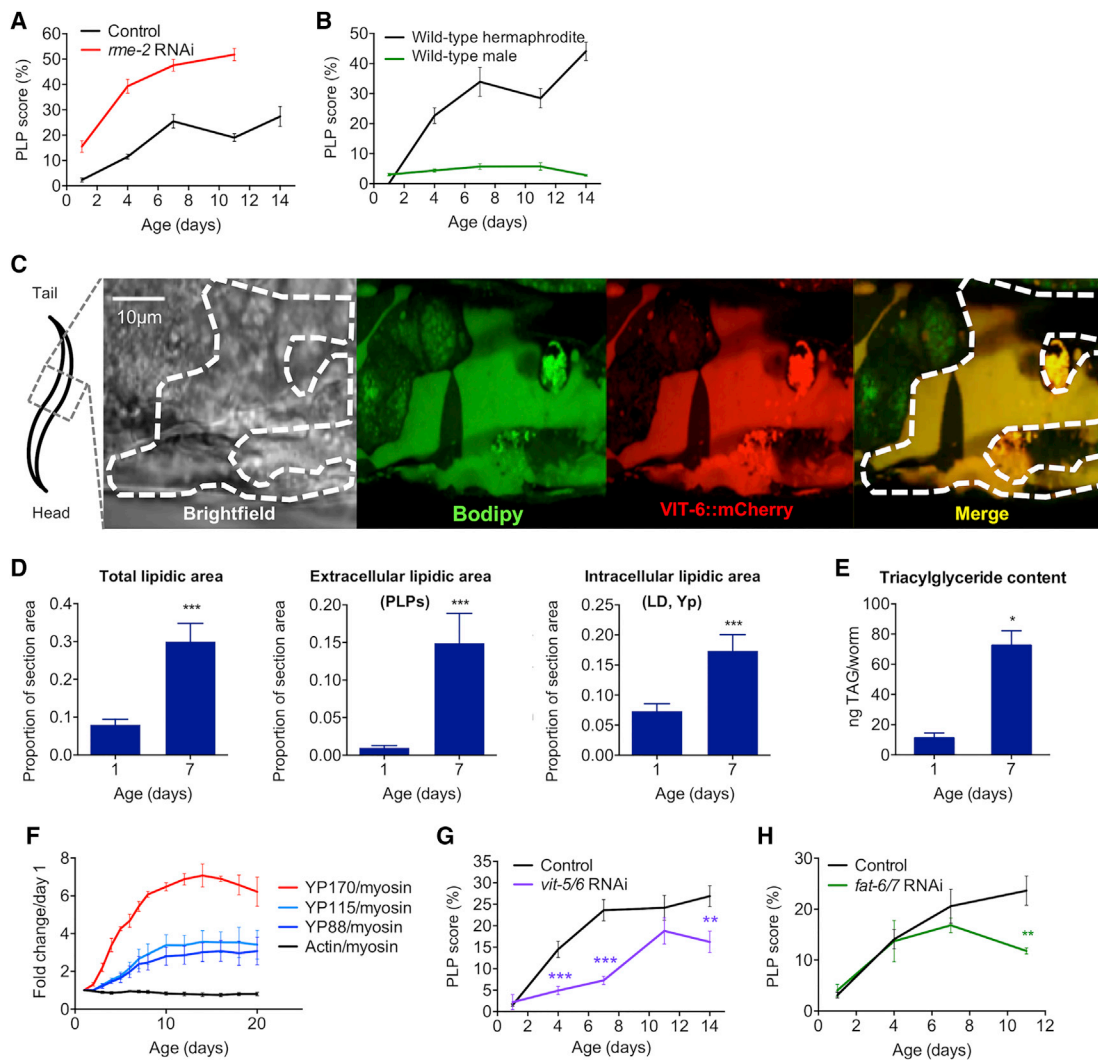 A
Control
rme-2 RNAi
PLP score (%)
60
50
40
30
20
10
0
0 2 4 6 8 10 12 14
Age (days)
B
Wild-type hermaphrodite
Wild-type male
PLP score (%)
50
40
30
20
10
0
0 2 4 6 8 10 12 14
Age (days)
C
Tail
Head
10µm
Brightfield
Bodipy
VIT-6::mCherry
Merge
D
Total lipidic area
Proportion of section area
0.4
0.3
0.2
0.1
0.0
***
1 7
Age (days)
Extracellular lipidic area
(PLPs)
Proportion of section area
0.20
0.15
0.10
0.05
0.00
***
1 7
Age (days)
Intracellular lipidic area
(LD, Yp)
Proportion of section area
0.25
0.20
0.15
0.10
0.05
0.00
***
1 7
Age (days)
E
Triacylglyceride content
ng TAG/worm
100
80
60
40
20
0
*
1 7
Age (days)
F
Fold change/day 1
8
6
4
2
0
0 10 20
Age (days)
YP170/myosin
YP115/myosin
YP88/myosin
Actin/myosin
G
Control
vit-5/6 RNAi
PLP score (%)
35
30
25
20
15
10
5
0
***
***
**
0 2 4 6 8 10 12 14
Age (days)
H
Control
fat-6/7 RNAi
PLP score (%)
30
20
10
0
**
0 2 4 6 8 10 12
Age (days)